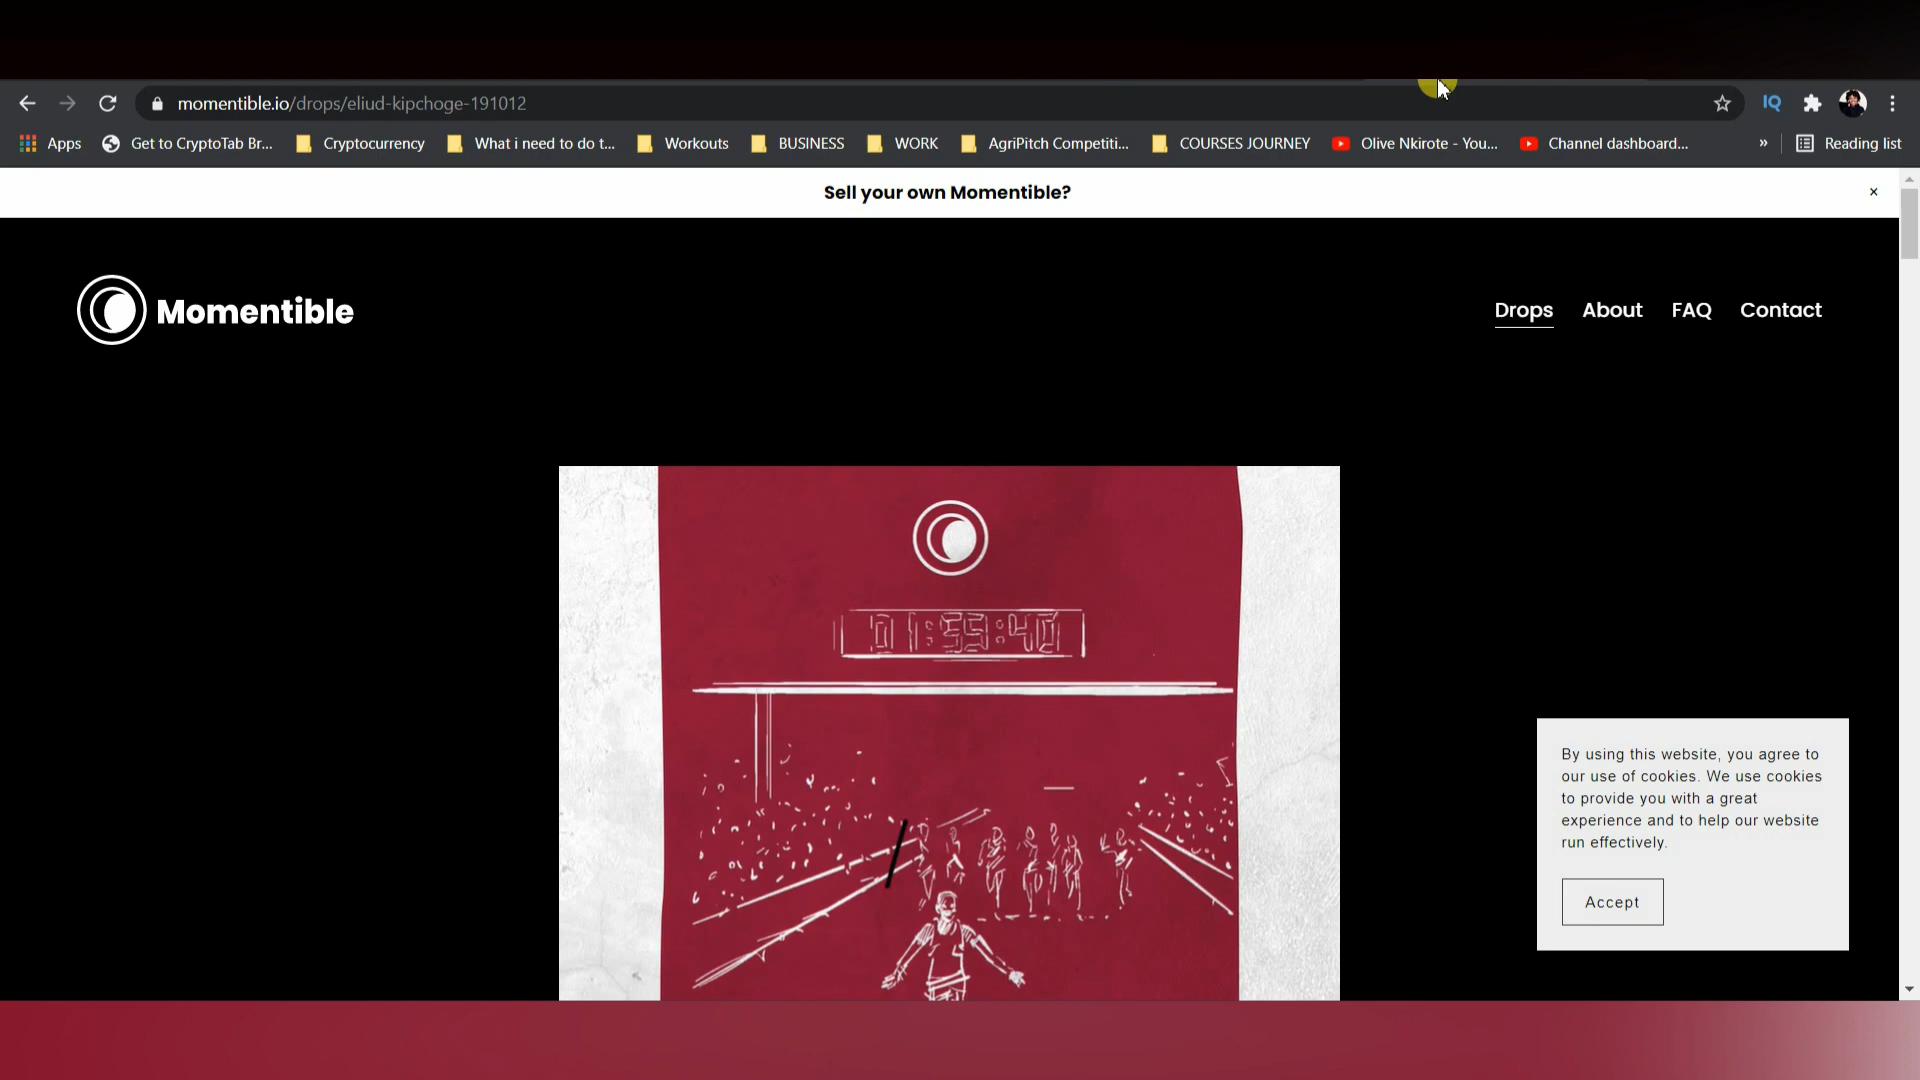 momentible.io/drops/eliud-kipchoge-191012
IQ
Apps
Get to CryptoTab Br...
Cryptocurrency
What i need to do t...
Workouts
BUSINESS
WORK
AgriPitch Competiti...
COURSES JOURNEY
Olive Nkirote - You...
Channel dashboard...
»
Reading list
Sell your own Momentible?
×
Momentible
Drops
About
FAQ
Contact
01:55:40
By using this website, you agree to
our use of cookies. We use cookies
to provide you with a great
experience and to help our website
run effectively.
Accept